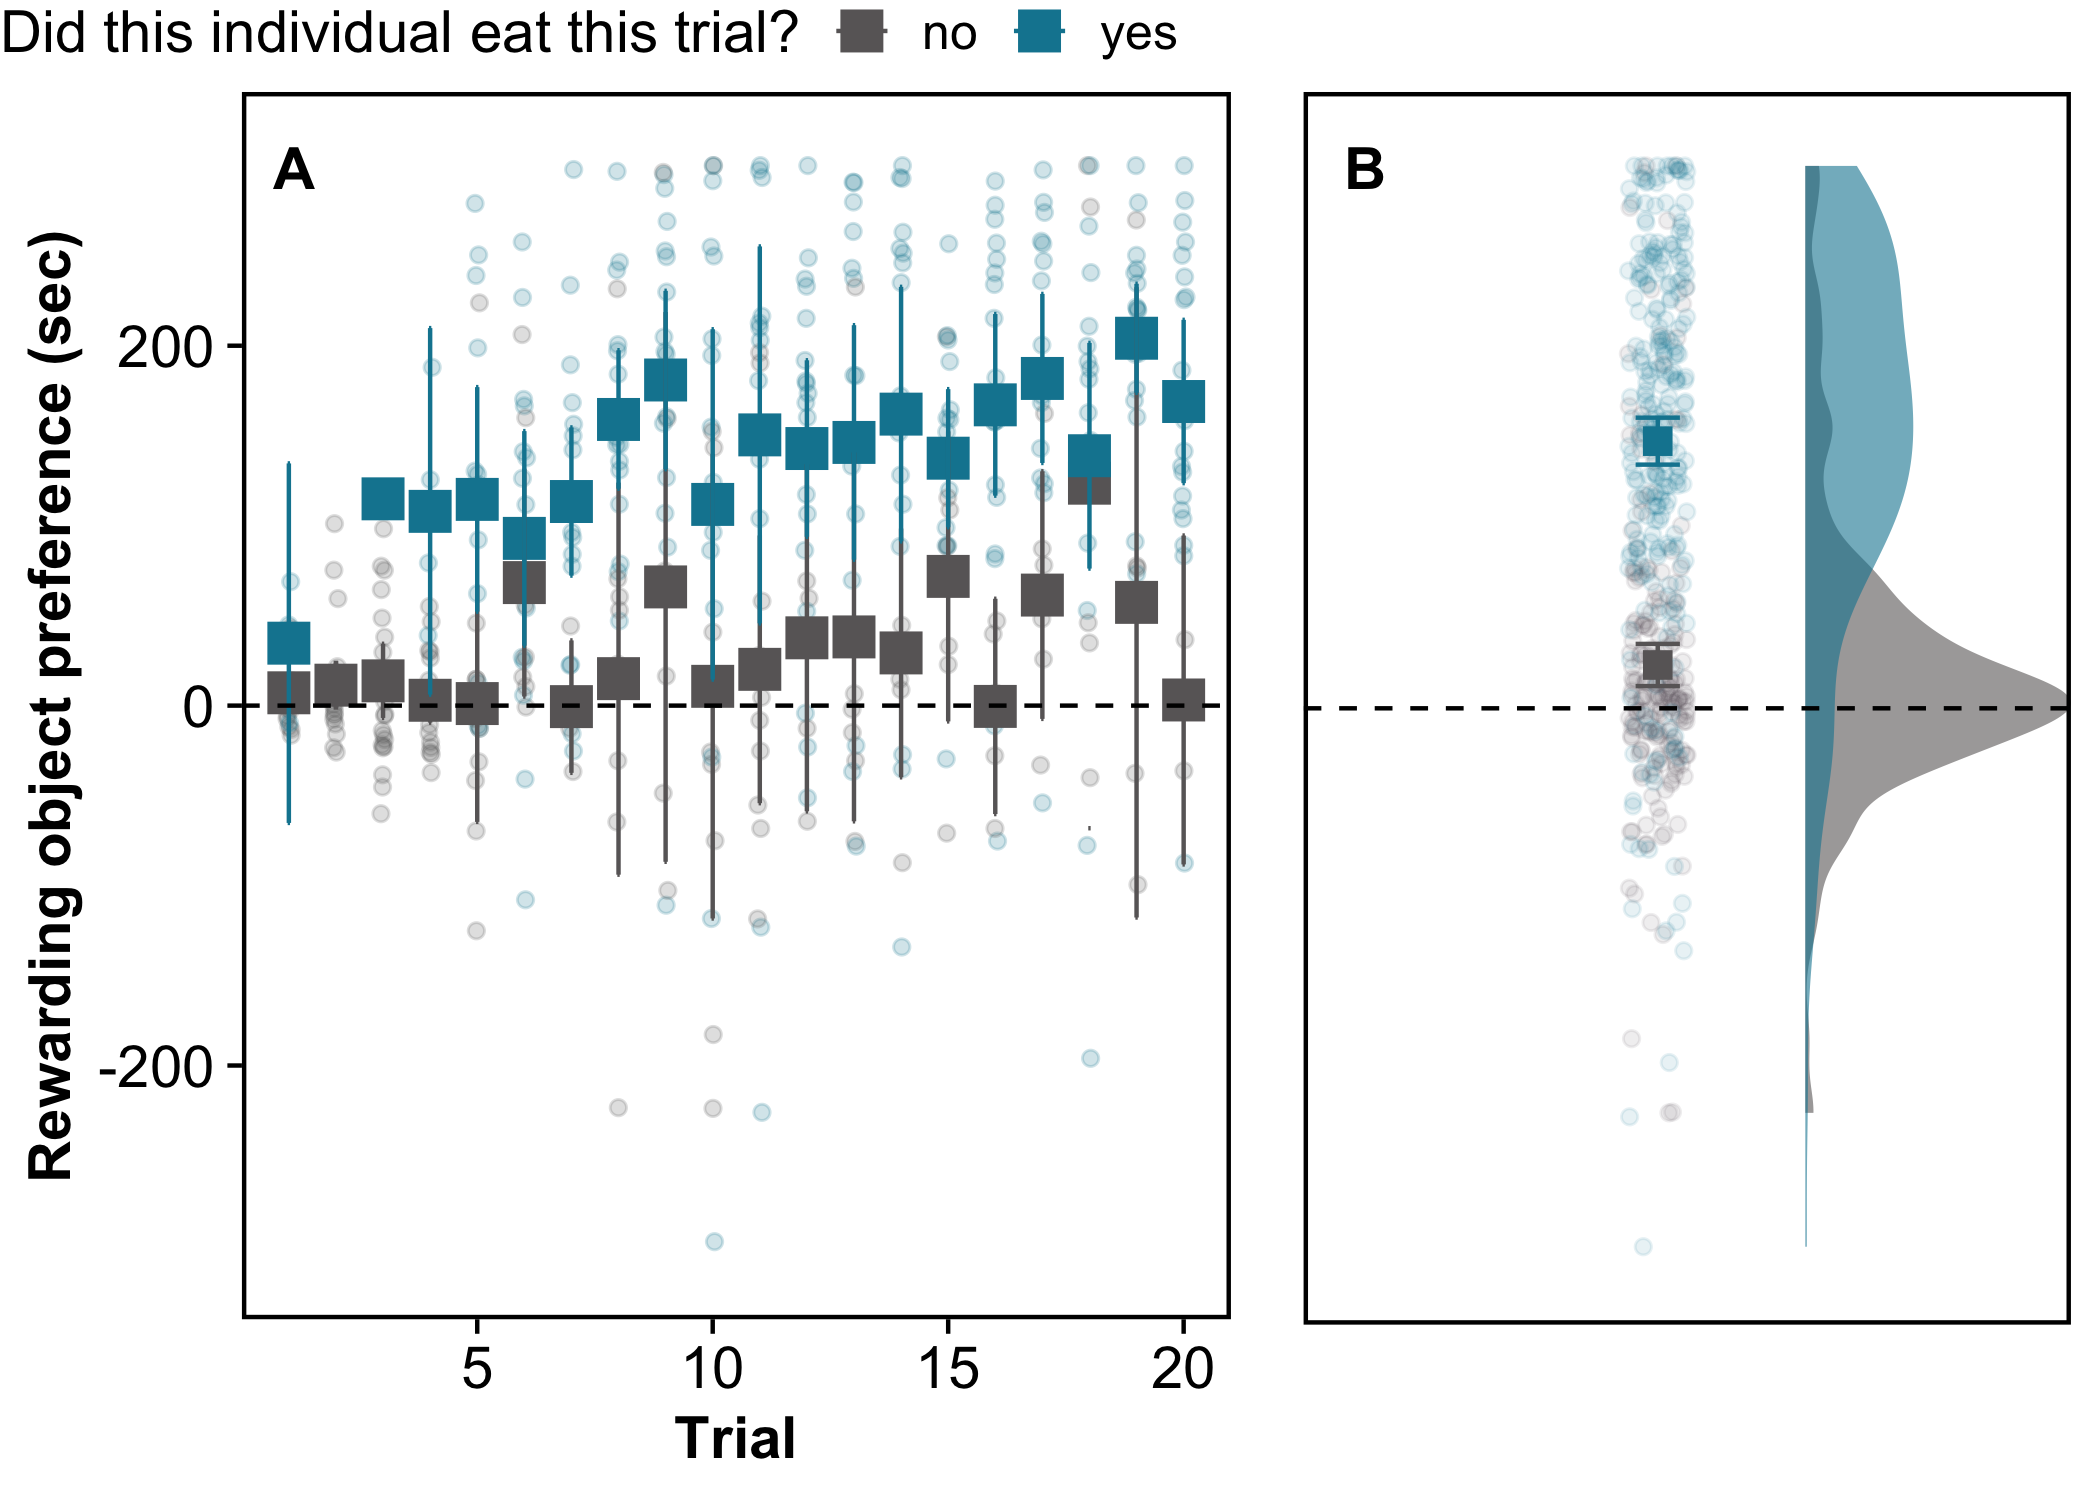 Did this individual eat this trial? no yes
A
B
Rewarding object preference (sec)
200
0
-200
5 10 15 20
Trial